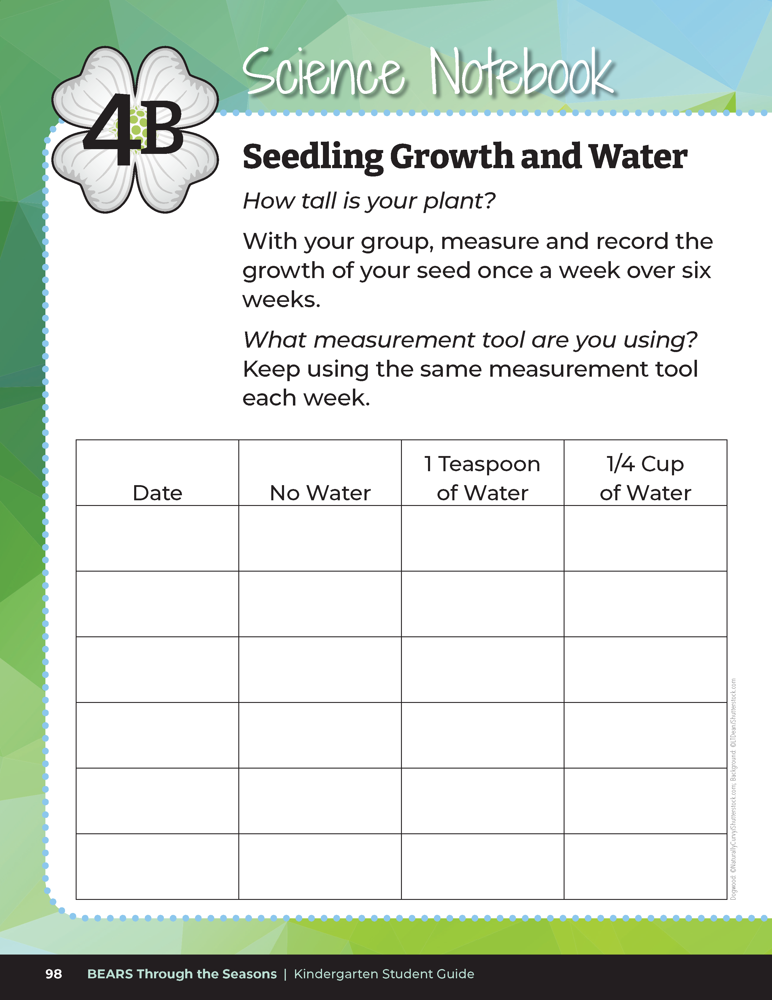 Science Notebook
4B
Seedling Growth and Water
How tall is your plant?
With your group, measure and record the
growth of your seed once a week over six
weeks.
What measurement tool are you using?
Keep using the same measurement tool
each week.
Date
No Water
1 Teaspoon
of Water
1/4 Cup
of Water
Dogwood: ©NaturallyCurvy/Shutterstock.com; Background: ©LTDean/Shutterstock.com
98 BEARS Through the Seasons | Kindergarten Student Guide